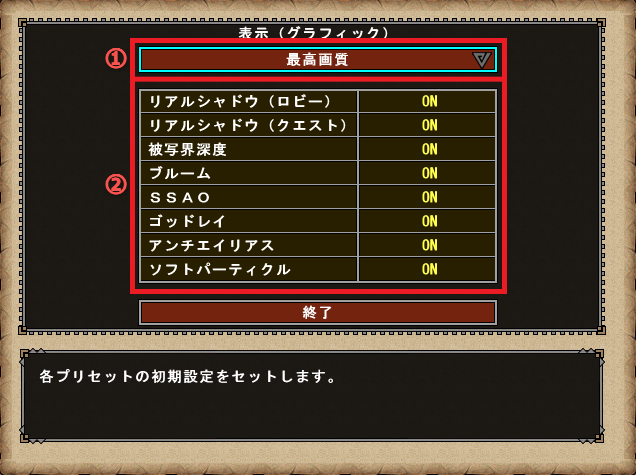 表示（グラフィック）
① 最高画質
②
リアルシャドウ（ロビー） ON
リアルシャドウ（クエスト） ON
被写界深度 ON
ブルーム ON
ＳＳＡＯ ON
ゴッドレイ ON
アンチエイリアス ON
ソフトパーティクル ON
終了
各プリセットの初期設定をセットします。